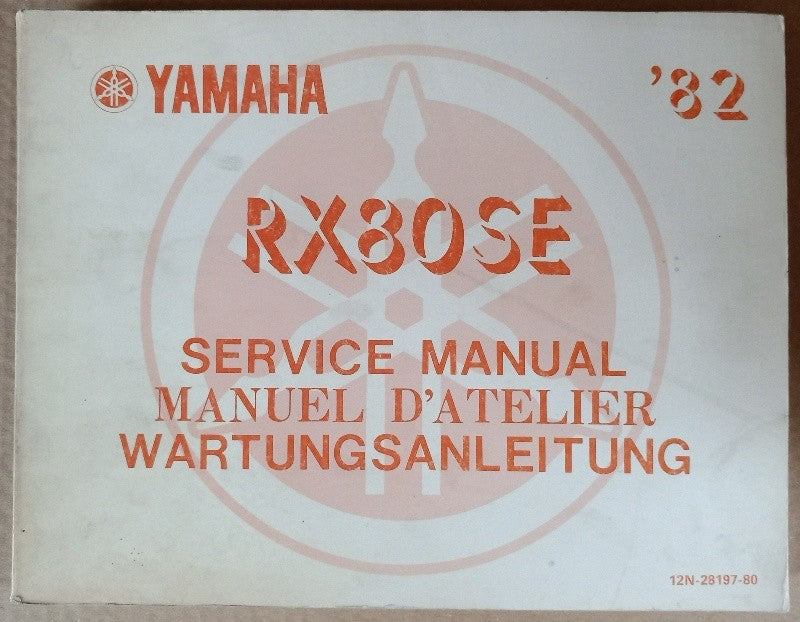 YAMAHA
'82
RX80SE
SERVICE MANUAL
MANUEL D'ATELIER
WARTUNGSANLEITUNG
12N-28197-80